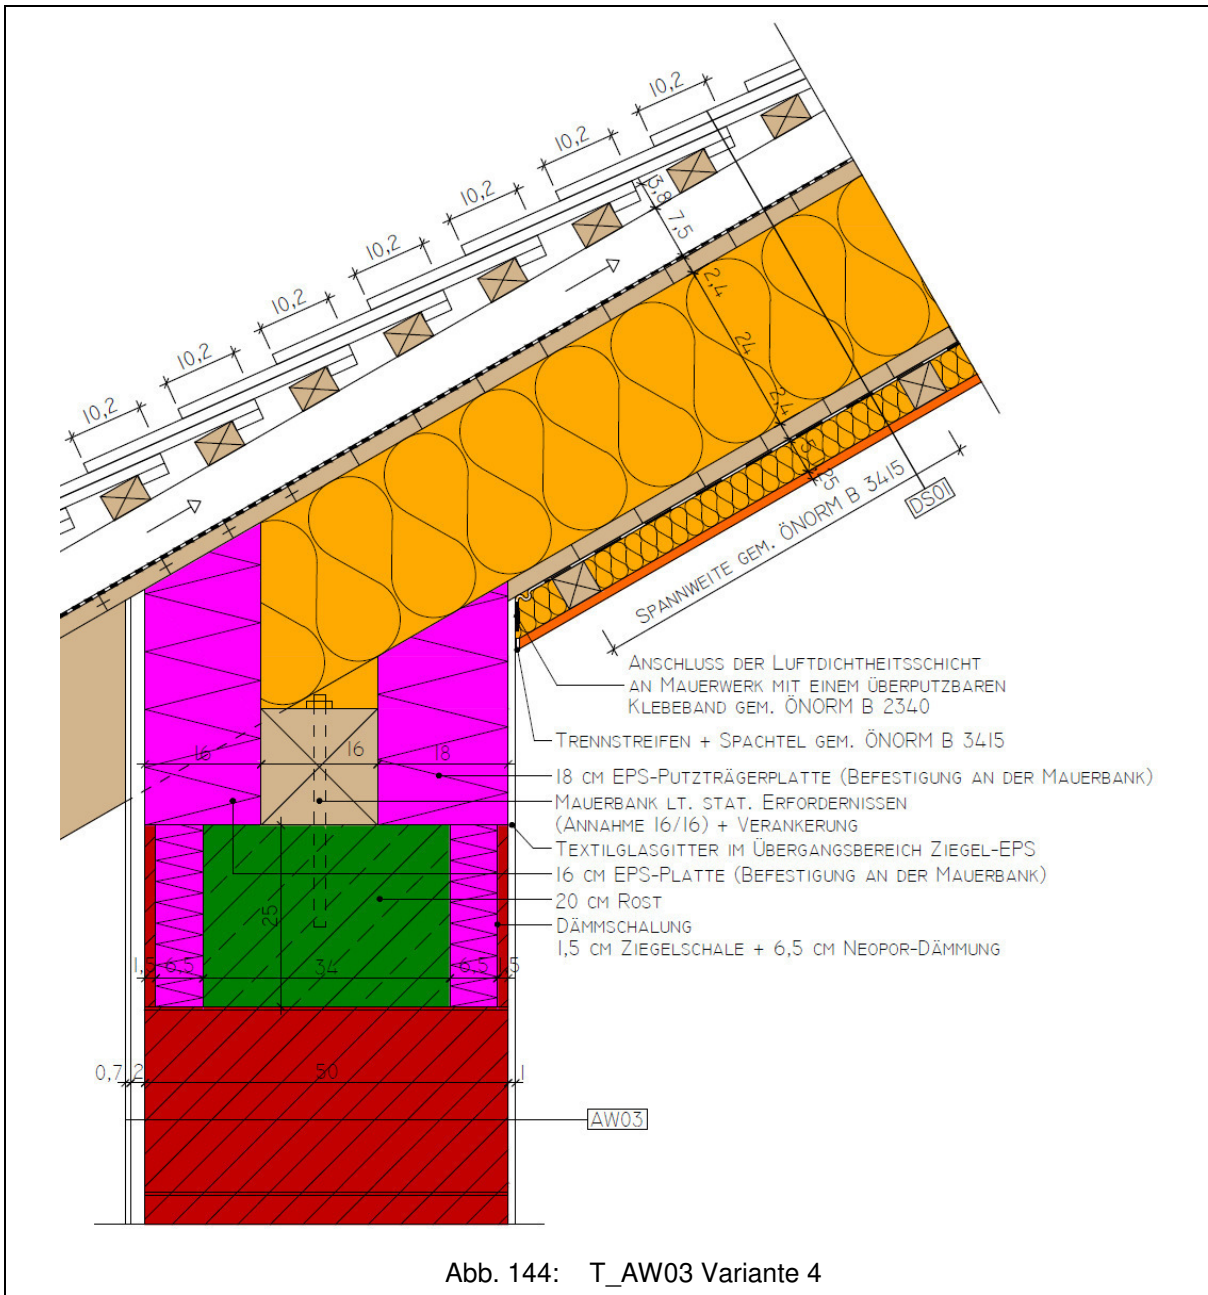 10,2
10,2
10,2
10,2
10,2
10,2
10,2
10,2
3,8
7,5
2,4
24
2,4
5
DS01
SPANNWEITE GEM. ÖNORM B 3415
ANSCHLUSS DER LUFTDICHTHEITSSCHICHT
AN MAUERWERK MIT EINEM ÜBERPUTZBAREN
KLEBEBAND GEM. ÖNORM B 2340
TRENNSTREIFEN + SPACHTEL GEM. ÖNORM B 3415
16
16
18
18 CM EPS-PUTZTRÄGERPLATTE (BEFESTIGUNG AN DER MAUERBANK)
MAUERBANK LT. STAT. ERFORDERNISSEN
(ANNAHME 16/16) + VERANKERUNG
TEXTILGLASGITTER IM ÜBERGANGSBEREICH ZIEGEL-EPS
16 CM EPS-PLATTE (BEFESTIGUNG AN DER MAUERBANK)
20 CM ROST
DÄMMSCHALUNG
1,5 CM ZIEGELSCHALE + 6,5 CM NEOPOR-DÄMMUNG
25
1,5
6,5
34
6,5
1,5
0,7
2
50
1
AW03
Abb. 144: T_AW03 Variante 4